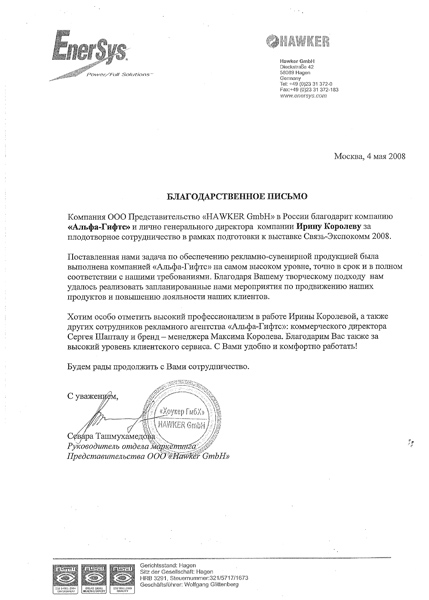 EnerSys
Power/Full Solutions™
HAWKER
Hawker GmbH
Dieckstraße 42
58089 Hagen
Germany
Tel: +49 (0)23 31 372-0
Fax:+49 (0)23 31 372-183
www.enersys.com
Москва, 4 мая 2008
БЛАГОДАРСТВЕННОЕ ПИСЬМО
Компания ООО Представительство «HAWKER GmbH» в России благодарит компанию
«Альфа-Гифтс» и лично генерального директора компании Ирину Королеву за
плодотворное сотрудничество в рамках подготовки к выставке Связь-Экспокомм 2008.
Поставленная нами задача по обеспечению рекламно-сувенирной продукцией была
выполнена компанией «Альфа-Гифтс» на самом высоком уровне, точно в срок и в полном
соответствии с нашими требованиями. Благодаря Вашему творческому подходу нам
удалось реализовать запланированные нами мероприятия по продвижению наших
продуктов и повышению лояльности наших клиентов.
Хотим особо отметить высокий профессионализм в работе Ирины Королевой, а также
других сотрудников рекламного агентства «Альфа-Гифтс»: коммерческого директора
Сергея Шапталу и бренд – менеджера Максима Королева. Благодарим Вас также за
высокий уровень клиентского сервиса. С Вами удобно и комфортно работать!
Будем рады продолжить с Вами сотрудничество.
С уважением,
«Хоукер ГмбХ»
HAWKER GmbH
Севара Ташмухамедова
Руководитель отдела маркетинга
Представительства ООО «Hawker GmbH»
Gerichtsstand: Hagen
Sitz der Gesellschaft: Hagen
HRB 3291, Steuernummer:321/5717/1673
Geschäftsführer: Wolfgang Glittenberg